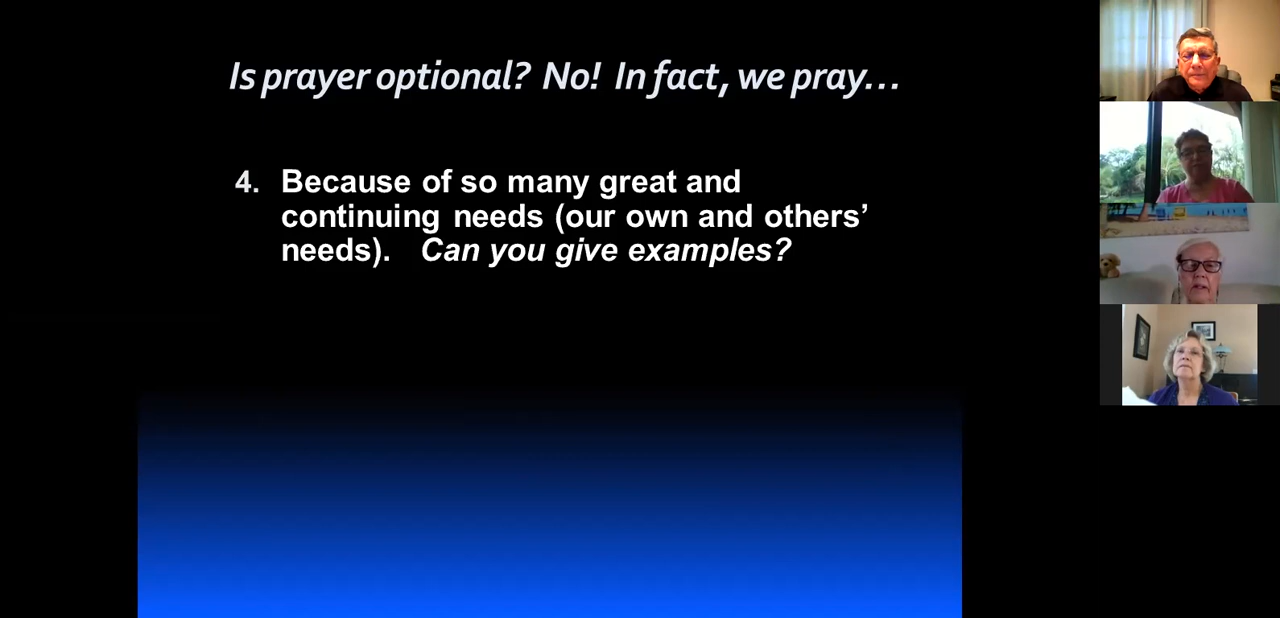 Is prayer optional? No! In fact, we pray…
4. Because of so many great and
continuing needs (our own and others’
needs). Can you give examples?